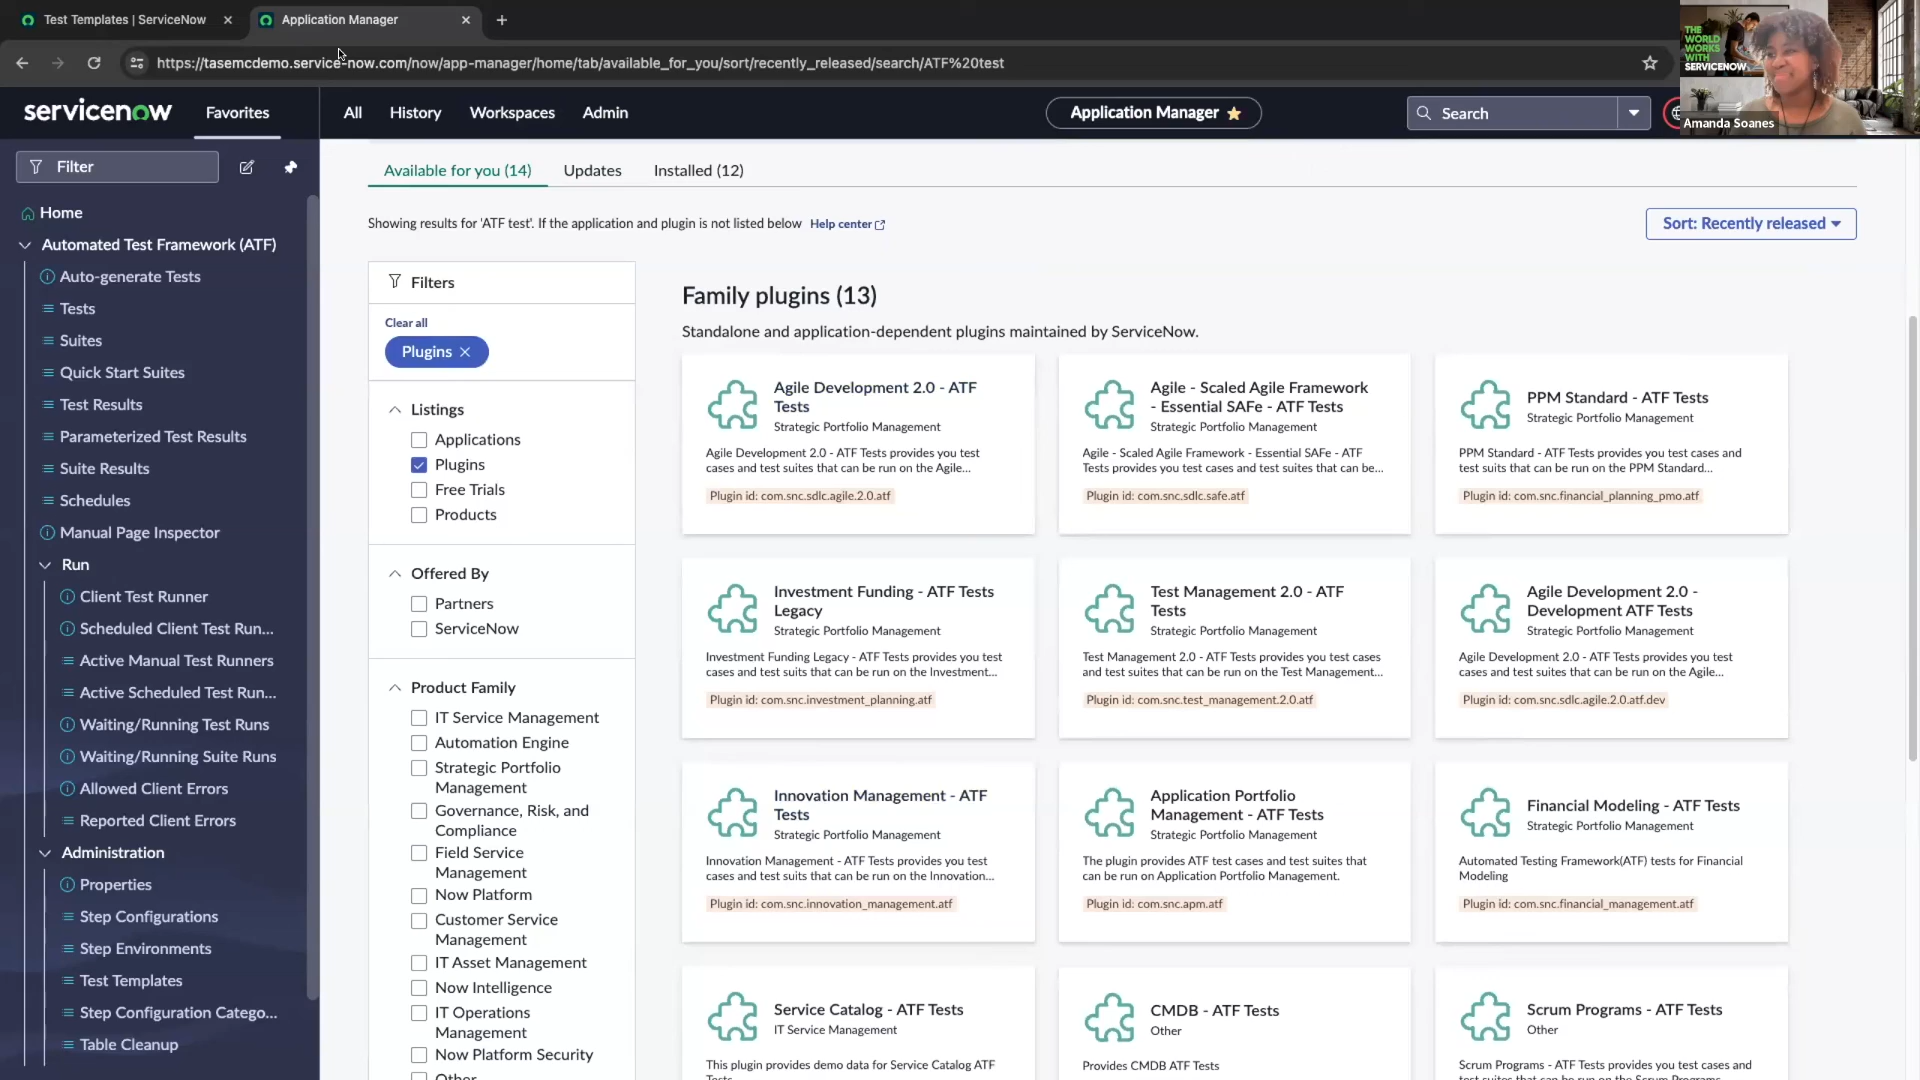 Test Templates | ServiceNow
Application Manager
https://tasemcdemo.service-now.com/now/app-manager/home/tab/available_for_you/sort/recently_released/search/ATF%20test
THE
WORLD
WORKS
WITH
SERVICENOW
Amanda Soanes
servicenow
Favorites
All
History
Workspaces
Admin
Application Manager
Search
Filter
Home
Automated Test Framework (ATF)
Auto-generate Tests
Tests
Suites
Quick Start Suites
Test Results
Parameterized Test Results
Suite Results
Schedules
Manual Page Inspector
Run
Client Test Runner
Scheduled Client Test Run...
Active Manual Test Runners
Active Scheduled Test Run...
Waiting/Running Test Runs
Waiting/Running Suite Runs
Allowed Client Errors
Reported Client Errors
Administration
Properties
Step Configurations
Step Environments
Test Templates
Step Configuration Catego...
Table Cleanup
Available for you (14)
Updates
Installed (12)
Showing results for 'ATF test'. If the application and plugin is not listed below Help center
Sort: Recently released
Filters
Clear all
Plugins
Listings
Applications
Plugins
Free Trials
Products
Offered By
Partners
ServiceNow
Product Family
IT Service Management
Automation Engine
Strategic Portfolio
Management
Governance, Risk, and
Compliance
Field Service
Management
Now Platform
Customer Service
Management
IT Asset Management
Now Intelligence
IT Operations
Management
Now Platform Security
Other
Family plugins (13)
Standalone and application-dependent plugins maintained by ServiceNow.
Agile Development 2.0 - ATF
Tests
Strategic Portfolio Management
Agile Development 2.0 - ATF Tests provides you test
cases and test suites that can be run on the Agile...
Plugin id: com.snc.sdlc.agile.2.0.atf
Agile - Scaled Agile Framework
- Essential SAFe - ATF Tests
Strategic Portfolio Management
Agile - Scaled Agile Framework - Essential SAFe - ATF
Tests provides you test cases and test suites that can be...
Plugin id: com.snc.sdlc.safe.atf
PPM Standard - ATF Tests
Strategic Portfolio Management
PPM Standard - ATF Tests provides you test cases and
test suits that can be run on the PPM Standard...
Plugin id: com.snc.financial_planning_pmo.atf
Investment Funding - ATF Tests
Legacy
Strategic Portfolio Management
Investment Funding Legacy - ATF Tests provides you test
cases and test suites that can be run on the Investment...
Plugin id: com.snc.investment_planning.atf
Test Management 2.0 - ATF
Tests
Strategic Portfolio Management
Test Management 2.0 - ATF Tests provides you test cases
and test suites that can be run on the Test Management...
Plugin id: com.snc.test_management.2.0.atf
Agile Development 2.0 -
Development ATF Tests
Strategic Portfolio Management
Agile Development 2.0 - ATF Tests provides you test
cases and test suites that can be run on the Agile...
Plugin id: com.snc.sdlc.agile.2.0.atf.dev
Innovation Management - ATF
Tests
Strategic Portfolio Management
Innovation Management - ATF Tests provides you test
cases and test suits that can be run on the Innovation...
Plugin id: com.snc.innovation_management.atf
Application Portfolio
Management - ATF Tests
Strategic Portfolio Management
The plugin provides ATF test cases and test suites that
can be run on Application Portfolio Management.
Plugin id: com.snc.apm.atf
Financial Modeling - ATF Tests
Strategic Portfolio Management
Automated Testing Framework(ATF) tests for Financial
Modeling
Plugin id: com.snc.financial_management.atf
Service Catalog - ATF Tests
IT Service Management
This plugin provides demo data for Service Catalog ATF
Tests
CMDB - ATF Tests
Other
Provides CMDB ATF Tests
Scrum Programs - ATF Tests
Other
Scrum Programs - ATF Tests provides you test cases and
test suites that can be run on the Scrum Programs